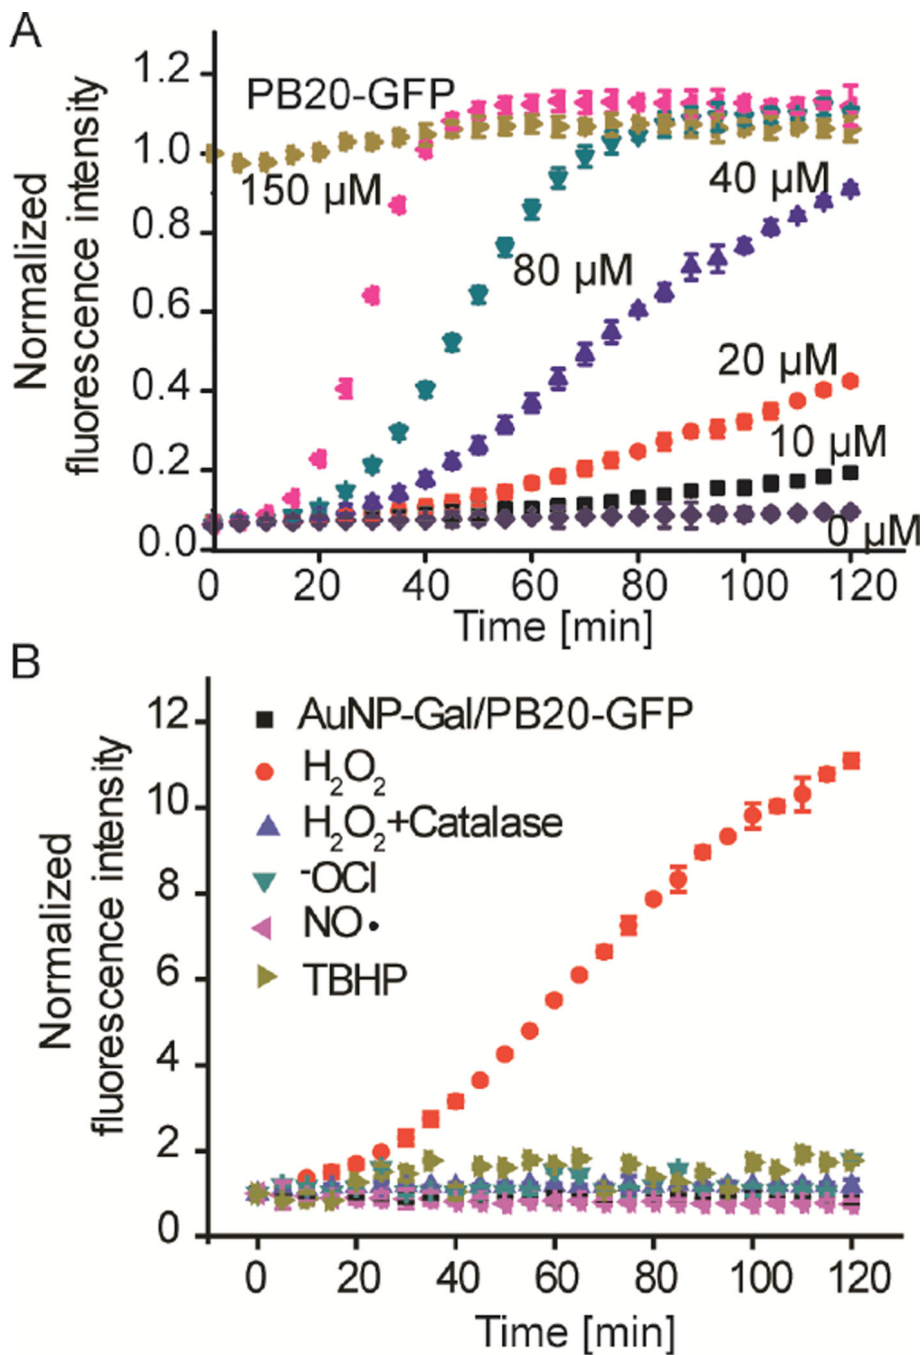 A
Normalized
fluorescence intensity
1.2
1.0
0.8
0.6
0.4
0.2
0.0
PB20-GFP
150 µM
80 µM
40 µM
20 µM
10 µM
0 µM
0 20 40 60 80 100 120
Time [min]
B
Normalized
fluorescence intensity
12
10
8
6
4
2
0
AuNP-Gal/PB20-GFP
H₂O₂
H₂O₂+Catalase
⁻OCl
NO•
TBHP
0 20 40 60 80 100 120
Time [min]